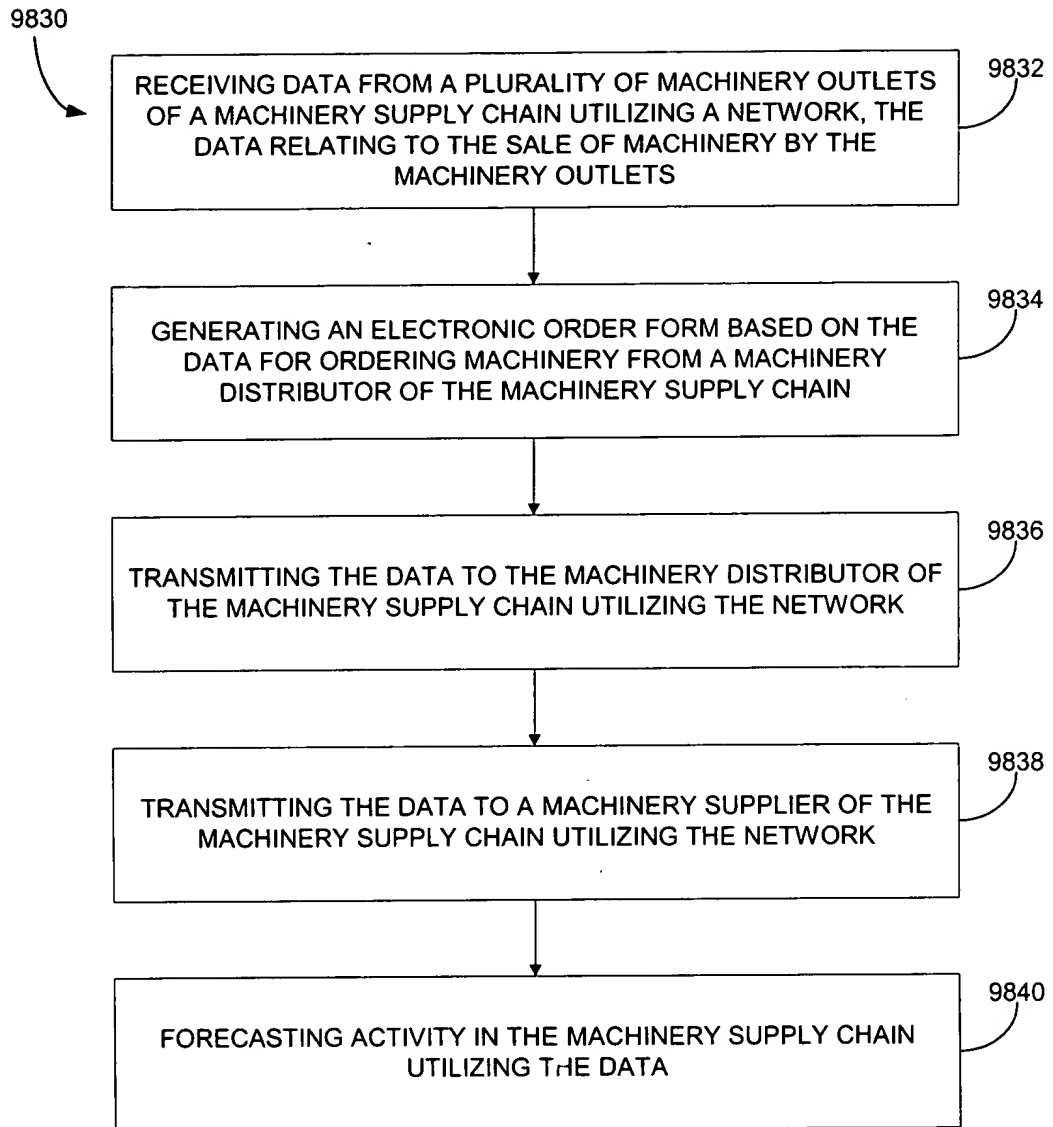 9830
RECEIVING DATA FROM A PLURALITY OF MACHINERY OUTLETS
OF A MACHINERY SUPPLY CHAIN UTILIZING A NETWORK, THE
DATA RELATING TO THE SALE OF MACHINERY BY THE
MACHINERY OUTLETS
9832
GENERATING AN ELECTRONIC ORDER FORM BASED ON THE
DATA FOR ORDERING MACHINERY FROM A MACHINERY
DISTRIBUTOR OF THE MACHINERY SUPPLY CHAIN
9834
TRANSMITTING THE DATA TO THE MACHINERY DISTRIBUTOR OF
THE MACHINERY SUPPLY CHAIN UTILIZING THE NETWORK
9836
TRANSMITTING THE DATA TO A MACHINERY SUPPLIER OF THE
MACHINERY SUPPLY CHAIN UTILIZING THE NETWORK
9838
FORECASTING ACTIVITY IN THE MACHINERY SUPPLY CHAIN
UTILIZING THE DATA
9840